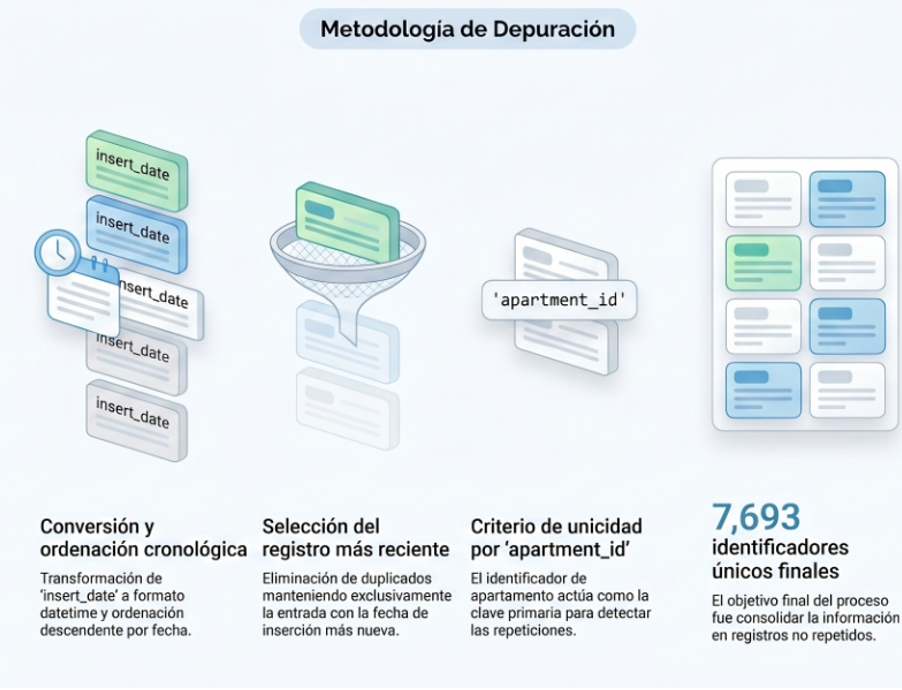 Metodología de Depuración
insert_date
insert_date
nsert_date
insert_date
insert_date
'apartment_id'
Conversión y
ordenación cronológica
Transformación de
'insert_date' a formato
datetime y ordenación
descendente por fecha.
Selección del
registro más reciente
Eliminación de duplicados
manteniendo exclusivamente
la entrada con la fecha de
inserción más nueva.
Criterio de unicidad
por 'apartment_id'
El identificador de
apartamento actúa como la
clave primaria para detectar
las repeticiones.
7,693
identificadores
únicos finales
El objetivo final del proceso
fue consolidar la información
en registros no repetidos.